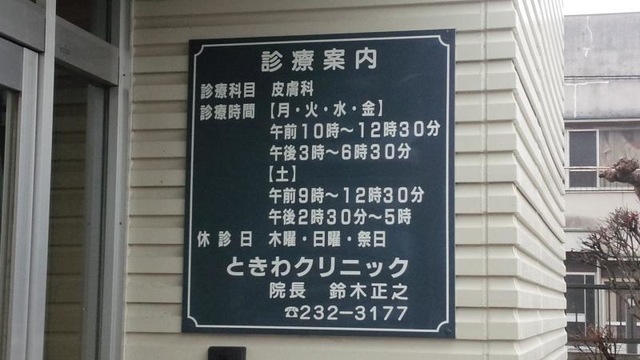 診療案内
診療科目 皮膚科
診療時間 【月・火・水・金】
午前10時～12時30分
午後3時～6時30分
【土】
午前9時～12時30分
午後2時30分～5時
休診日 木曜・日曜・祭日
ときわクリニック
院長 鈴木正之
☎232-3177